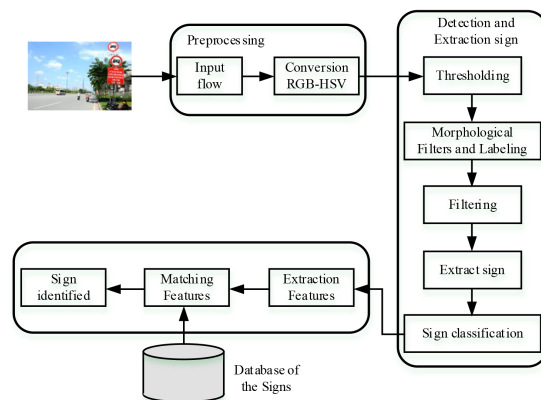 Preprocessing
Input
flow
Conversion
RGB-HSV
Detection and
Extraction sign
Thresholding
Morphological
Filters and Labeling
Filtering
Extract sign
Sign classification
Extraction
Features
Matching
Features
Sign
identified
Database of
the Signs